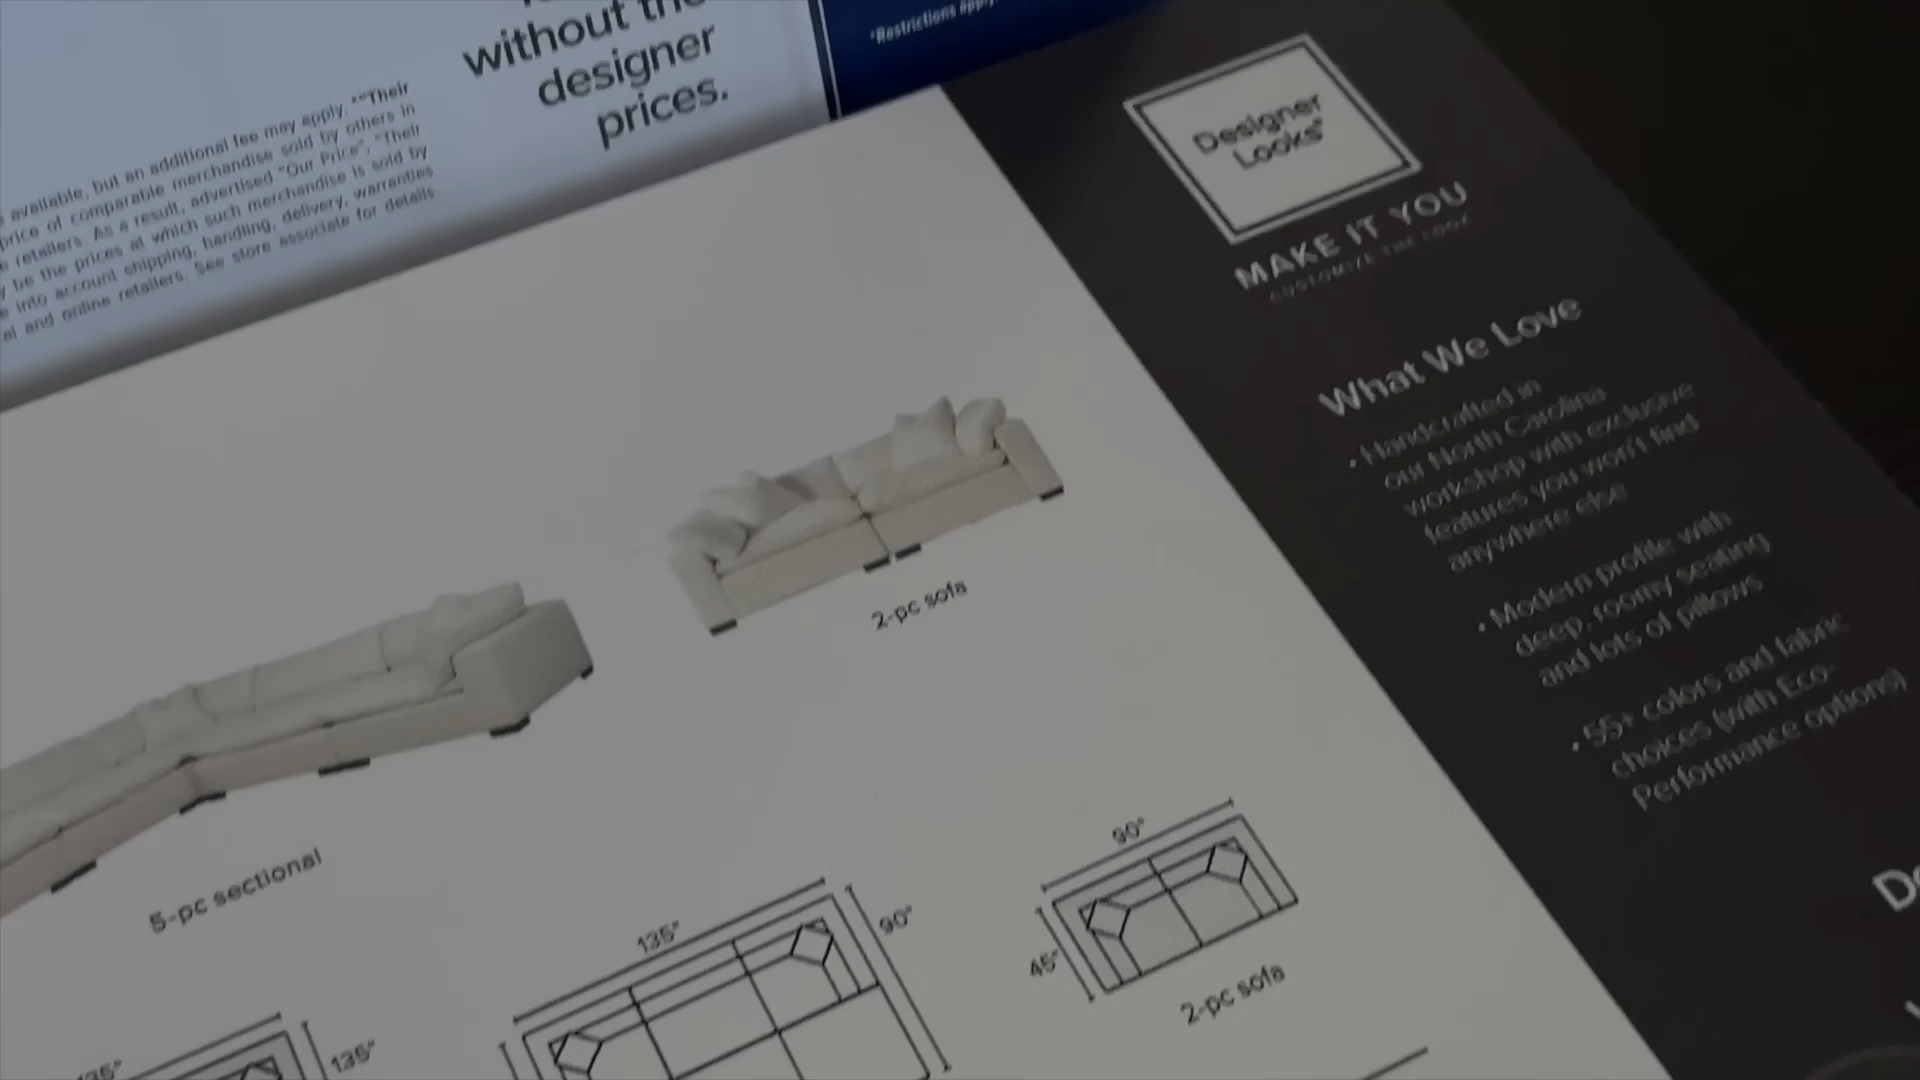 without the
designer
prices.
*Restrictions apply.
available, but an additional fee may apply. **"Their
price of comparable merchandise sold by others in
retailers. As a result, advertised "Our Price", "Their
be the prices at which such merchandise is sold by
into account shipping, handling, delivery, warranties
and online retailers. See store associate for details
Designer
Looks®
MAKE IT YOU
CUSTOMIZE THE LOOK
What We Love
• Handcrafted in
our North Carolina
workshop with exclusive
features you won't find
anywhere else
• Modern profile with
deep, roomy seating
and lots of pillows
• 55+ colors and fabric
choices (with Eco-
Performance options)
2-pc sofa
5-pc sectional
90"
45"
2-pc sofa
135"
90"
135"